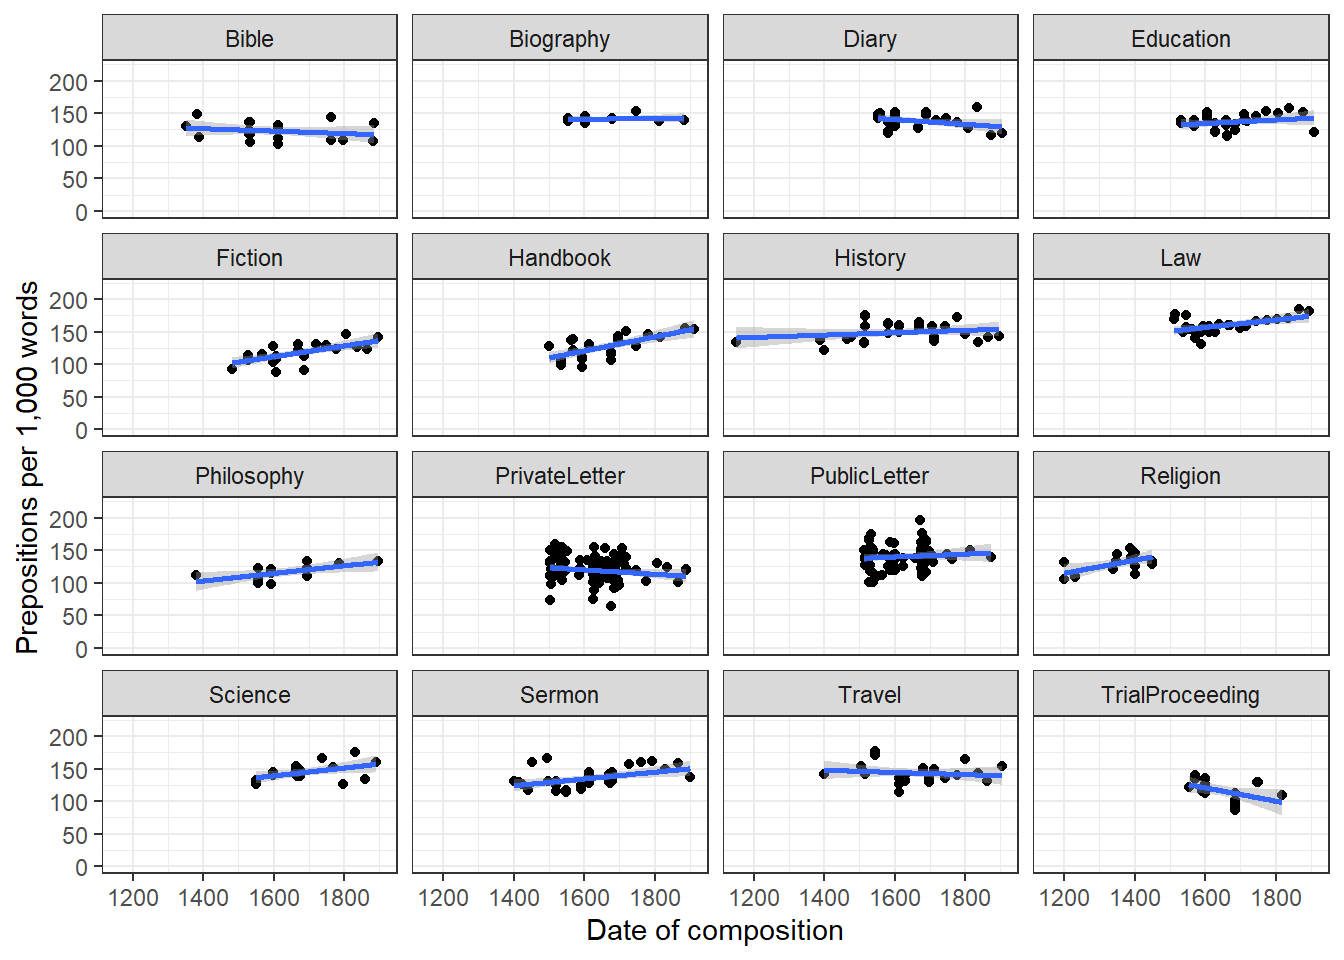 Bible Biography Diary Education
200
150
100
50
0
Fiction Handbook History Law
200
150
100
50
0
Philosophy PrivateLetter PublicLetter Religion
200
150
100
50
0
Science Sermon Travel TrialProceeding
200
150
100
50
0
1200 1400 1600 1800 1200 1400 1600 1800 1200 1400 1600 1800 1200 1400 1600 1800
Date of composition
Prepositions per 1,000 words